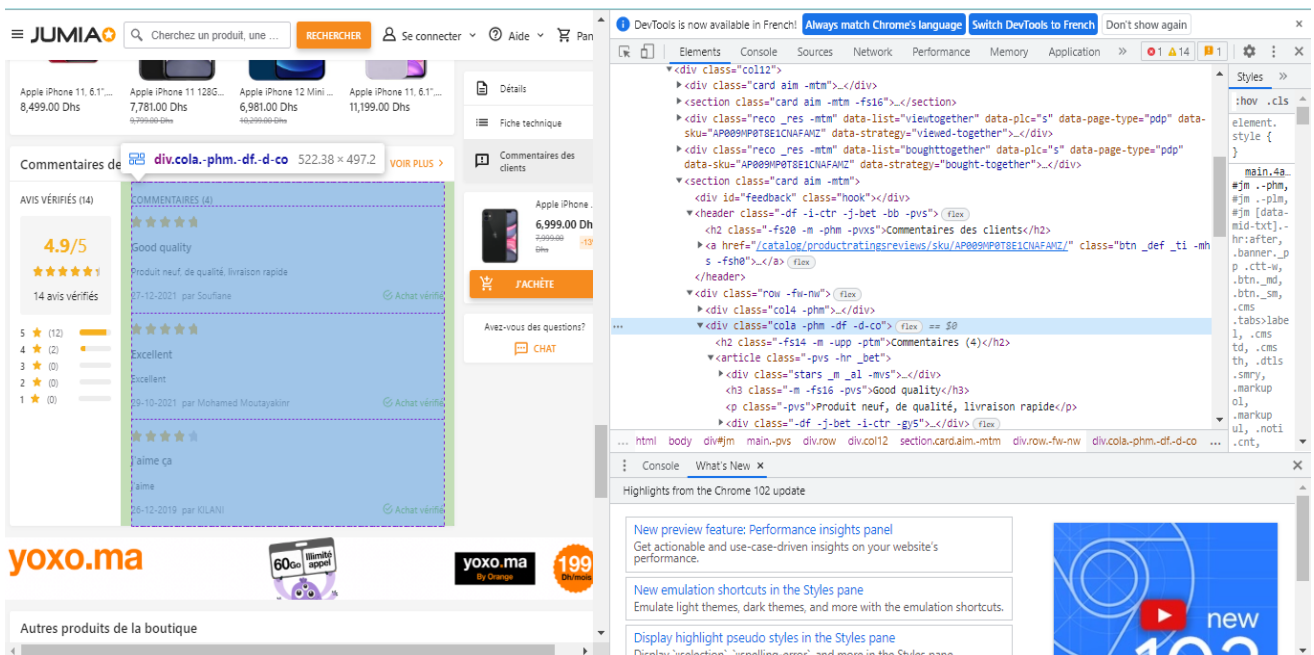 JUMIA
Cherchez un produit, une ...
RECHERCHER
Se connecter
Aide
Pan
Apple iPhone 11, 6.1",...
8,499.00 Dhs
Apple iPhone 11 128G...
7,781.00 Dhs
9,799.00 Dhs
Apple iPhone 12 Mini ...
6,981.00 Dhs
10,299.00 Dhs
Apple iPhone 11, 6.1",...
11,199.00 Dhs
Commentaires de
div.cola.-phm.-df.-d-co 522.38 × 497.2
VOIR PLUS >
AVIS VÉRIFIÉS (14)
4.9/5
14 avis vérifiés
5 (12)
4 (2)
3 (0)
2 (0)
1 (0)
COMMENTAIRES (4)
Good quality
Produit neuf, de qualité, livraison rapide
27-12-2021 par Soufiane
Achat vérifié
Excellent
Excellent
29-10-2021 par Mohamed Moutayakinr
Achat vérifié
J'aime ça
J'aime
26-12-2019 par KILANI
Achat vérifié
Détails
Fiche technique
Commentaires des
clients
Apple iPhone .
6,999.00 Dh
7,999.00
Dhs
-13
J'ACHÈTE
Avez-vous des questions?
CHAT
yoxo.ma
60Go
Illimité
appel
yoxo.ma
By Orange
199
Dh/mois
Autres produits de la boutique
DevTools is now available in French!
Always match Chrome's language
Switch DevTools to French
Don't show again
×
Elements Console Sources Network Performance Memory Application » 1 14 1
<div class="col12">
<div class="card aim -mtm">…</div>
<section class="card aim -mtm -fs16">…</section>
<div class="reco _res -mtm" data-list="viewtogether" data-plc="s" data-page-type="pdp" data-
sku="AP009MP0T8E1CNAFAMZ" data-strategy="viewed-together">…</div>
<div class="reco _res -mtm" data-list="boughttogether" data-plc="s" data-page-type="pdp"
data-sku="AP009MP0T8E1CNAFAMZ" data-strategy="bought-together">…</div>
<section class="card aim -mtm">
<div id="feedback" class="hook"></div>
<header class="-df -i-ctr -j-bet -bb -pvs"> flex
<h2 class="-fs20 -m -phm -pvxs">Commentaires des clients</h2>
<a href="/catalog/productratingsreviews/sku/AP009MP0T8E1CNAFAMZ/" class="btn _def _ti -mh
s -fsh0">…</a> flex
</header>
<div class="row -fw-nw"> flex
<div class="col4 -phm">…</div>
... <div class="cola -phm -df -d-co"> flex == $0
<h2 class="-fs14 -m -upp -ptm">Commentaires (4)</h2>
<article class="-pvs -hr _bet">
<div class="stars _m _al -mvs">…</div>
<h3 class="-m -fs16 -pvs">Good quality</h3>
<p class="-pvs">Produit neuf, de qualité, livraison rapide</p>
<div class="-df -j-bet -i-ctr -gy5">…</div> flex
... html body div#jm main.-pvs div.row div.col12 section.card.aim.-mtm div.row.-fw-nw div.cola.-phm.-df.-d-co ...
Styles »
:hov .cls
element.
style {
}
main.4a…
#jm .-phm,
#jm .-plm,
#jm [data-
mid-txt].-
hr:after,
.banner._p
p .ctt-w,
.btn._md,
.btn._sm,
.cms
.tabs>labe
l, .cms
td, .cms
th, .dtls
.smry,
.markup
ol,
.markup
ul, .noti
.cnt,
Console What's New ×
Highlights from the Chrome 102 update
New preview feature: Performance insights panel
Get actionable and use-case-driven insights on your website's
performance.
New emulation shortcuts in the Styles pane
Emulate light themes, dark themes, and more with the emulation shortcuts.
Display highlight pseudo styles in the Styles pane
new
102